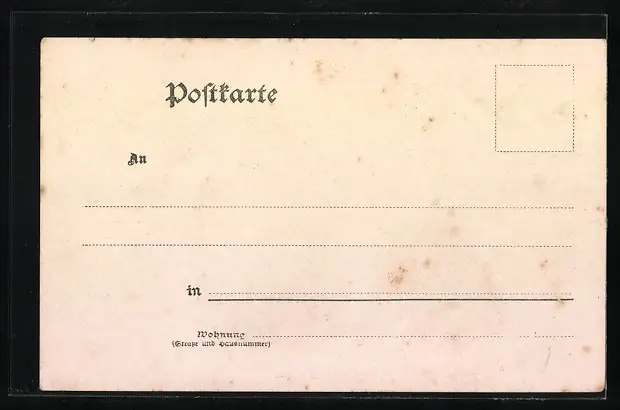 Poſtkarte
An
in
Wohnung
(Straße und Hausnummer)